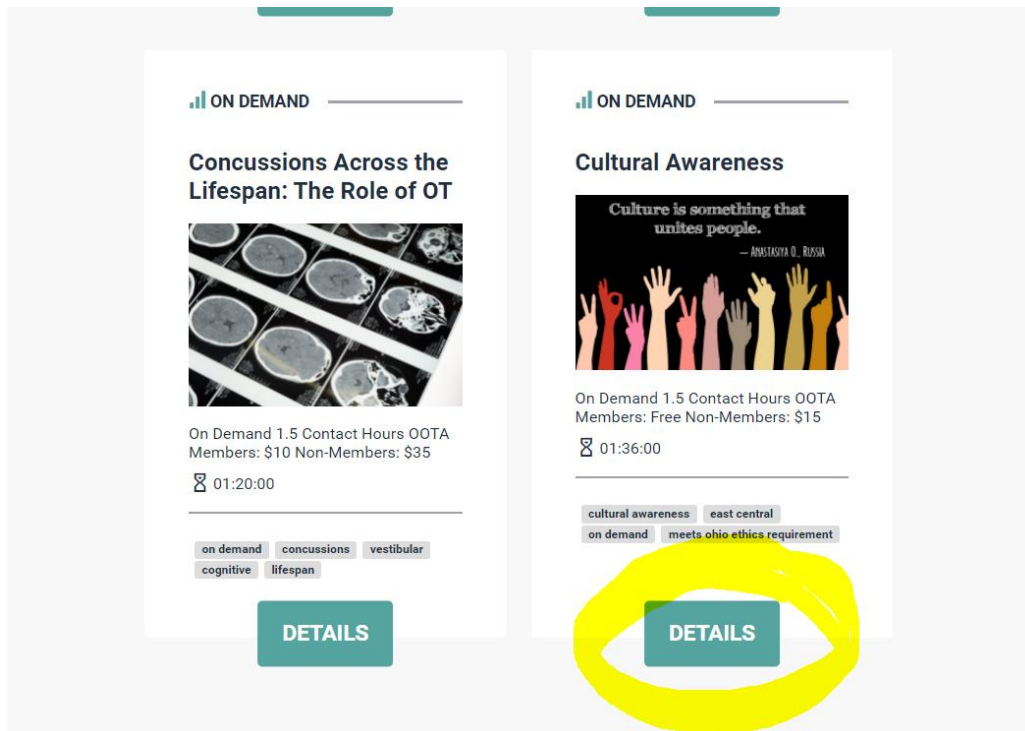 ON DEMAND
Concussions Across the
Lifespan: The Role of OT
On Demand 1.5 Contact Hours OOTA
Members: $10 Non-Members: $35
01:20:00
on demand concussions vestibular
cognitive lifespan
DETAILS
ON DEMAND
Cultural Awareness
Culture is something that
unites people.
— ANASTASIYA O., RUSSIA
On Demand 1.5 Contact Hours OOTA
Members: Free Non-Members: $15
01:36:00
cultural awareness east central
on demand meets ohio ethics requirement
DETAILS